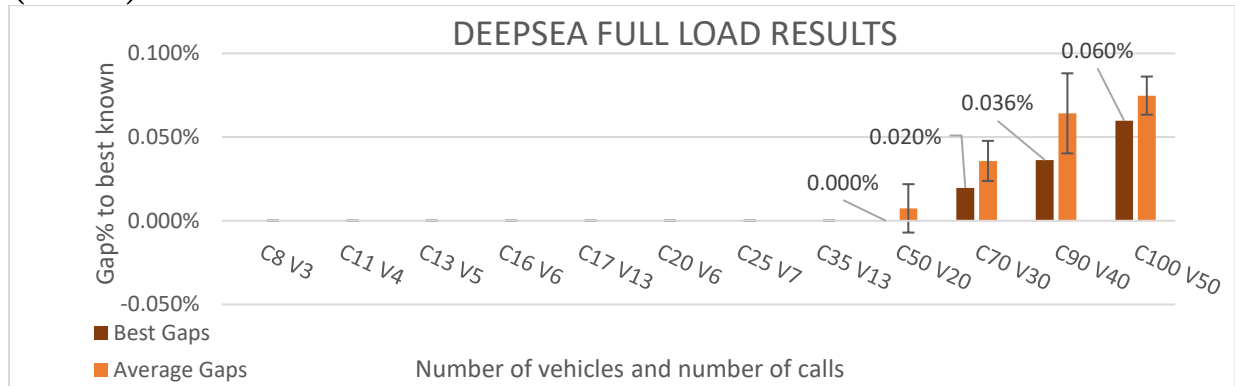 DEEPSEA FULL LOAD RESULTS
Gap% to best known
0.100%
0.050%
0.000%
-0.050%
0.000%
0.020%
0.036%
0.060%
C8 V3
C11 V4
C13 V5
C16 V6
C17 V13
C20 V6
C25 V7
C35 V13
C50 V20
C70 V30
C90 V40
C100 V50
Best Gaps
Average Gaps
Number of vehicles and number of calls